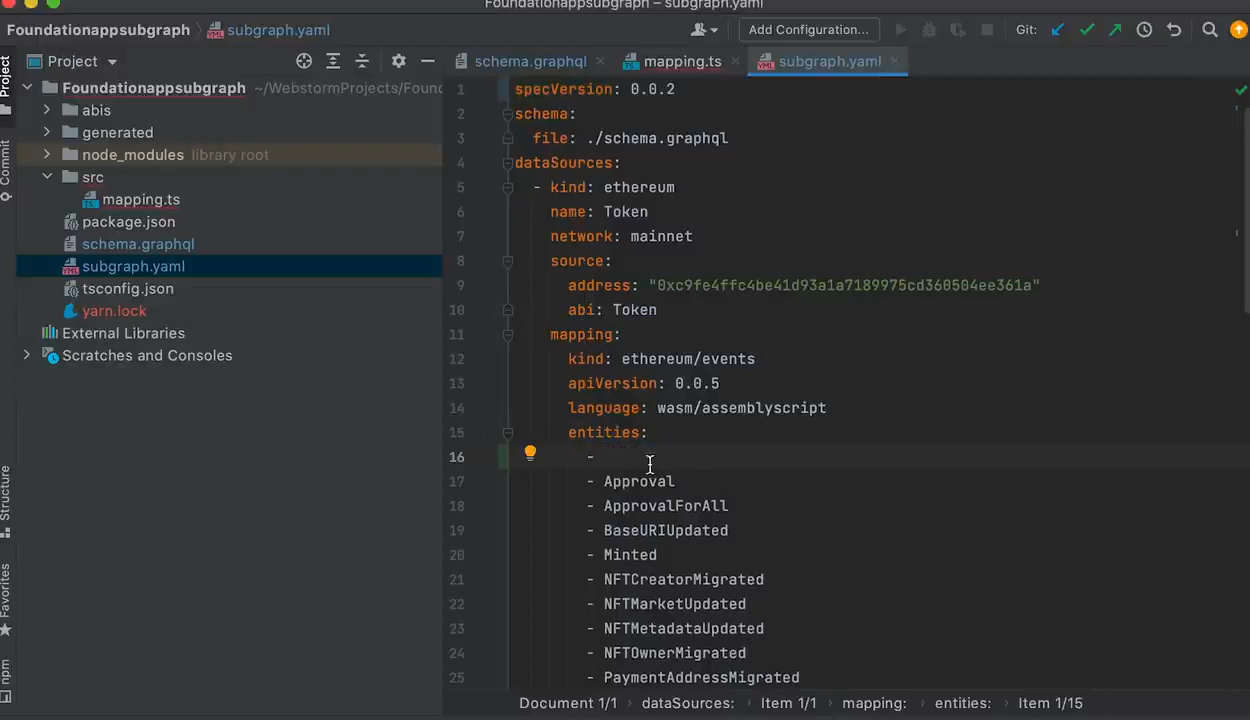 Foundationappsubgraph – subgraph.yaml
Foundationappsubgraph
subgraph.yaml
Add Configuration...
Git:
Project
schema.graphql
mapping.ts
subgraph.yaml
Project
Commit
Structure
Favorites
npm
Foundationappsubgraph ~/WebstormProjects/Found
abis
generated
node_modules library root
src
mapping.ts
package.json
schema.graphql
subgraph.yaml
tsconfig.json
yarn.lock
External Libraries
Scratches and Consoles
1 specVersion: 0.0.2
2 schema:
3 file: ./schema.graphql
4 dataSources:
5 - kind: ethereum
6 name: Token
7 network: mainnet
8 source:
9 address: "0xc9fe4ffc4be41d93a1a7189975cd360504ee361a"
10 abi: Token
11 mapping:
12 kind: ethereum/events
13 apiVersion: 0.0.5
14 language: wasm/assemblyscript
15 entities:
16 -
17 - Approval
18 - ApprovalForAll
19 - BaseURIUpdated
20 - Minted
21 - NFTCreatorMigrated
22 - NFTMarketUpdated
23 - NFTMetadataUpdated
24 - NFTOwnerMigrated
25 - PaymentAddressMigrated
Document 1/1 › dataSources: › Item 1/1 › mapping: › entities: › Item 1/15